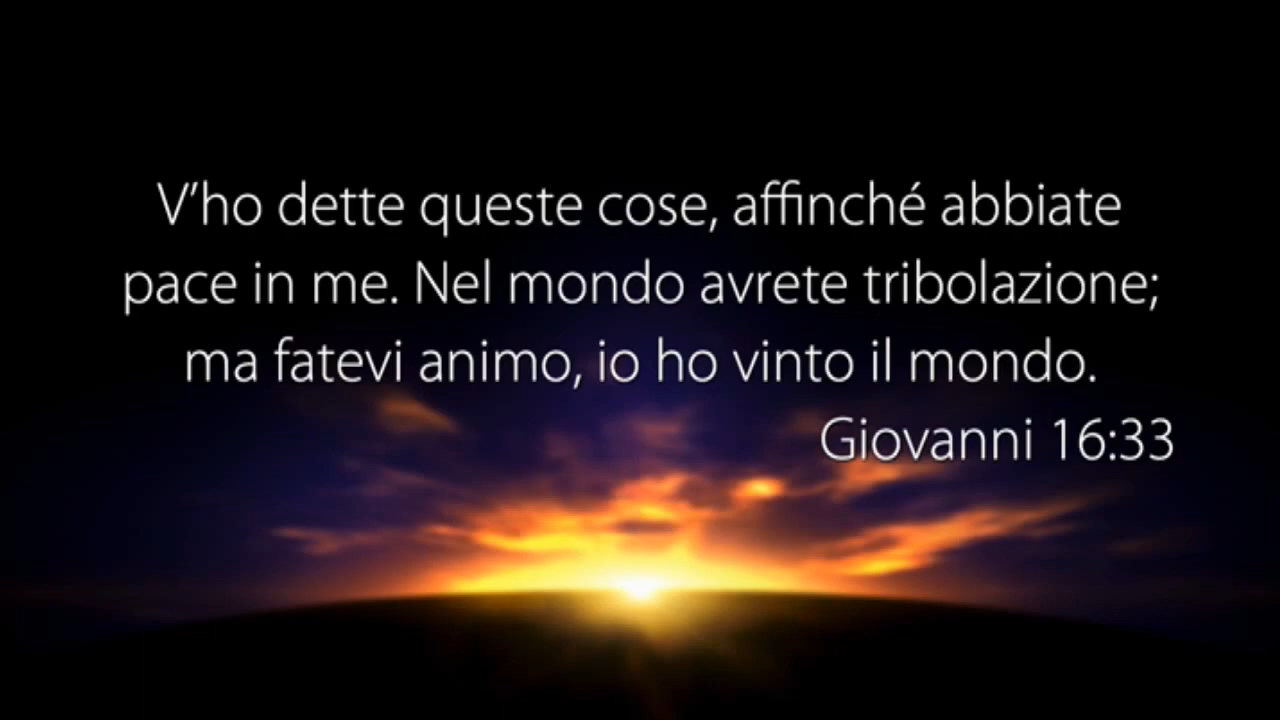 V’ho dette queste cose, affinché abbiate
pace in me. Nel mondo avrete tribolazione;
ma fatevi animo, io ho vinto il mondo.
Giovanni 16:33